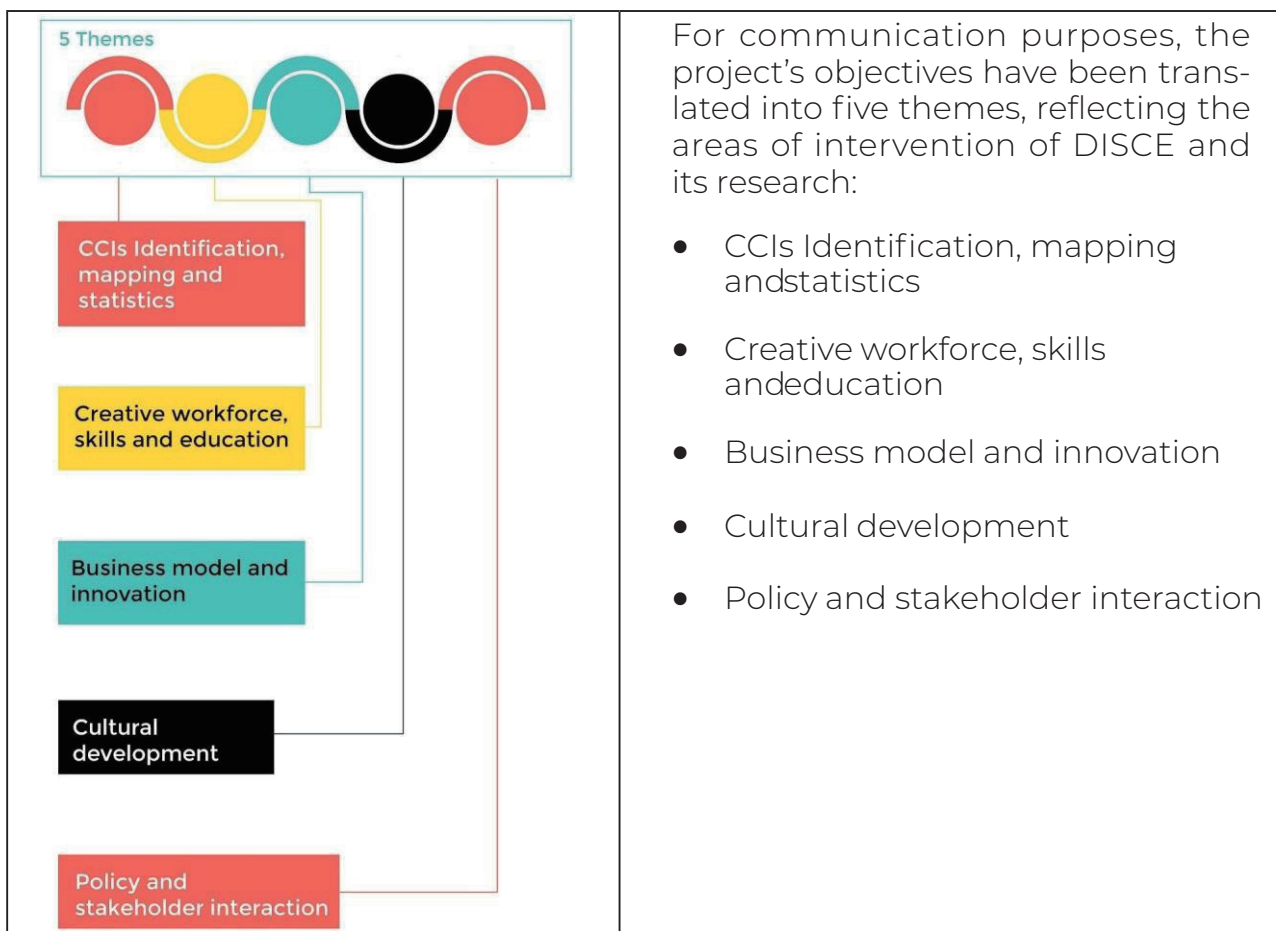 5 Themes
CCIs Identification,
mapping and
statistics
Creative workforce,
skills and education
Business model and
innovation
Cultural
development
Policy and
stakeholder interaction
For communication purposes, the
project’s objectives have been trans-
lated into five themes, reflecting the
areas of intervention of DISCE and
its research:
● CCIs Identification, mapping
andstatistics
● Creative workforce, skills
andeducation
● Business model and innovation
● Cultural development
● Policy and stakeholder interaction